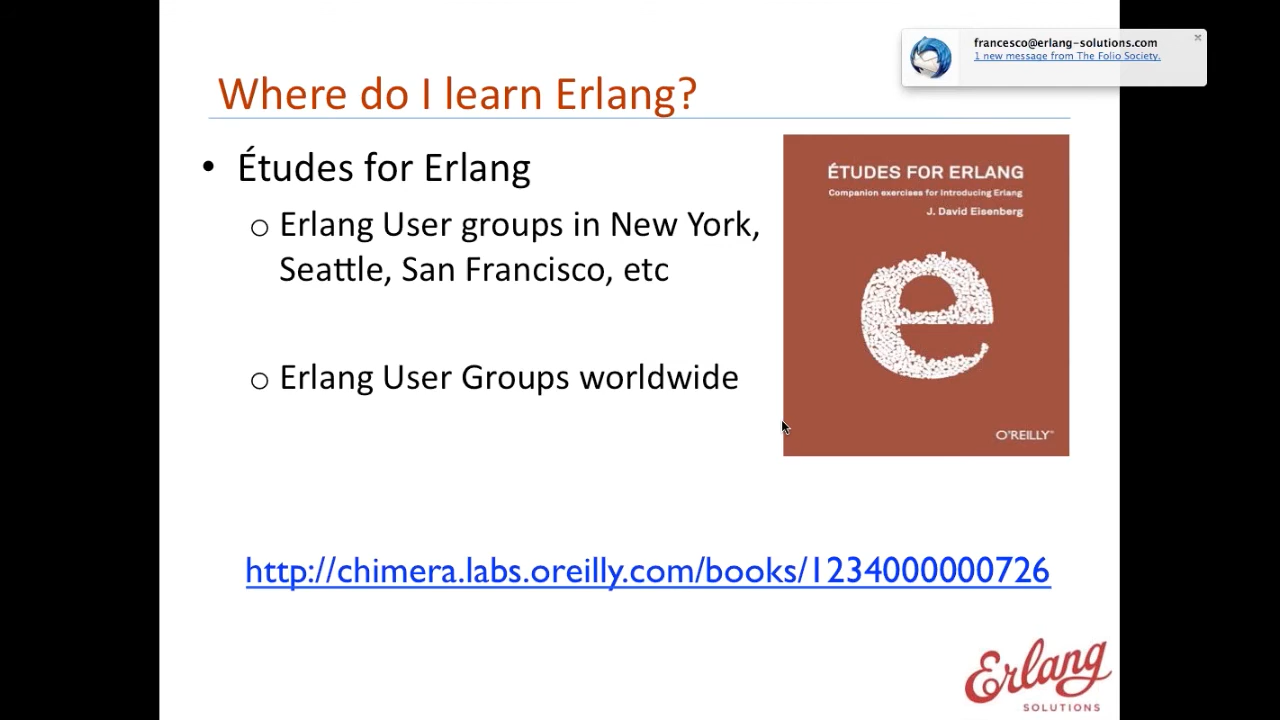 francesco@erlang-solutions.com
1 new message from The Folio Society.
Where do I learn Erlang?
• Études for Erlang
o Erlang User groups in New York,
Seattle, San Francisco, etc
o Erlang User Groups worldwide
ÉTUDES FOR ERLANG
Companion exercises for Introducing Erlang
J. David Eisenberg
e
O'REILLY™
http://chimera.labs.oreilly.com/books/1234000000726
Erlang
SOLUTIONS